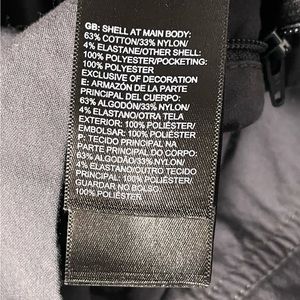 GB: SHELL AT MAIN BODY:
63% COTTON/33% NYLON/
4% ELASTANE/OTHER SHELL:
100% POLYESTER/POCKETING:
100% POLYESTER
EXCLUSIVE OF DECORATION
E: ARMAZÓN DE LA PARTE
PRINCIPAL DEL CUERPO:
63% ALGODÓN/33% NYLON/
4% ELASTANO/OTRA TELA
EXTERIOR: 100% POLIÉSTER/
EMBOLSAR: 100% POLIÉSTER
P: TECIDO PRINCIPAL NA
PARTE PRINCIPAL DO CORPO:
63% ALGODÃO/33% NYLON/
4% ELASTANO/OUTRO TECIDO
EXTERIOR: 100% POLIÉSTER/
GUARDAR NO BOLSO
100% POLIÉSTER